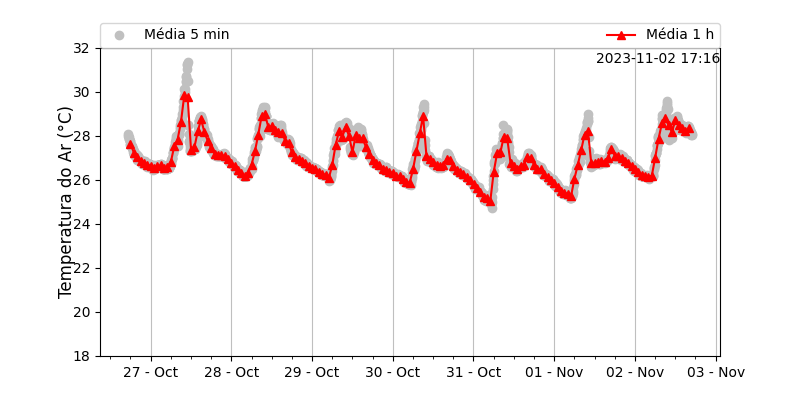 Média 5 min
Média 1 h
2023-11-02 17:16
Temperatura do Ar (°C)
32
30
28
26
24
22
20
18
27 - Oct
28 - Oct
29 - Oct
30 - Oct
31 - Oct
01 - Nov
02 - Nov
03 - Nov